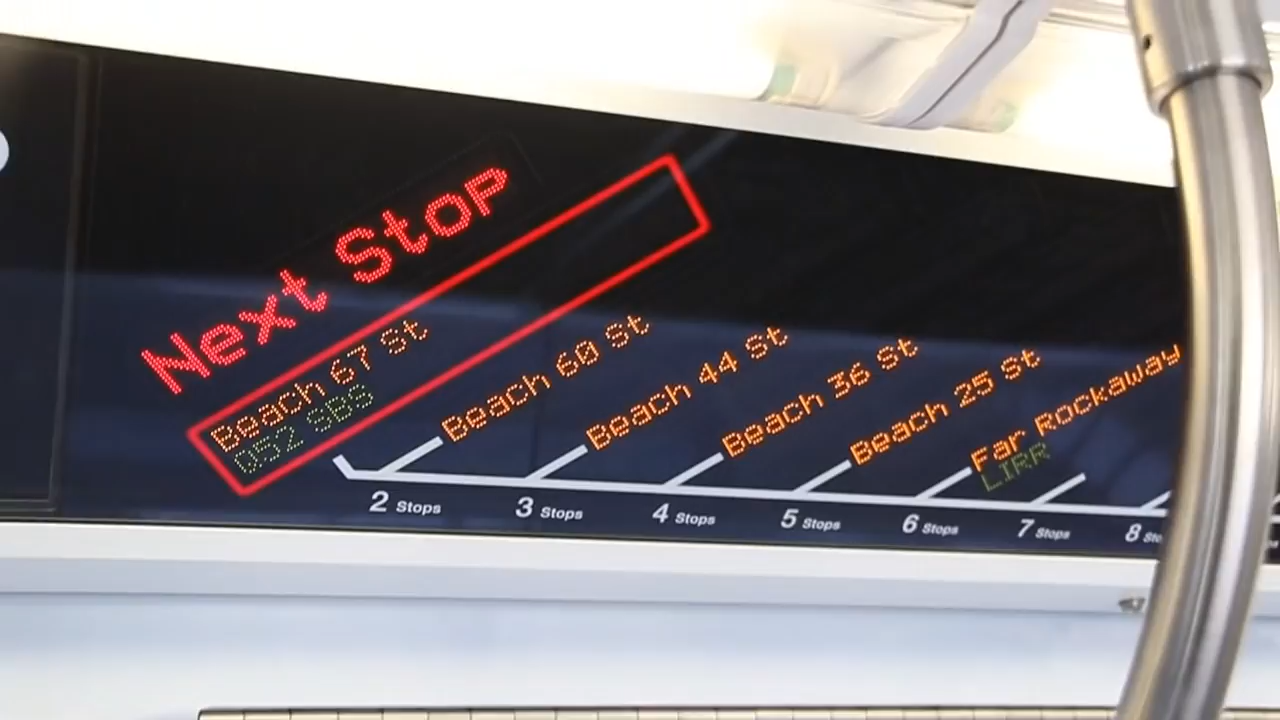 Next Stop
Beach 67 St
Q52 SBS
Beach 60 St
Beach 44 St
Beach 36 St
Beach 25 St
Far Rockaway
LIRR
2 Stops
3 Stops
4 Stops
5 Stops
6 Stops
7 Stops
8